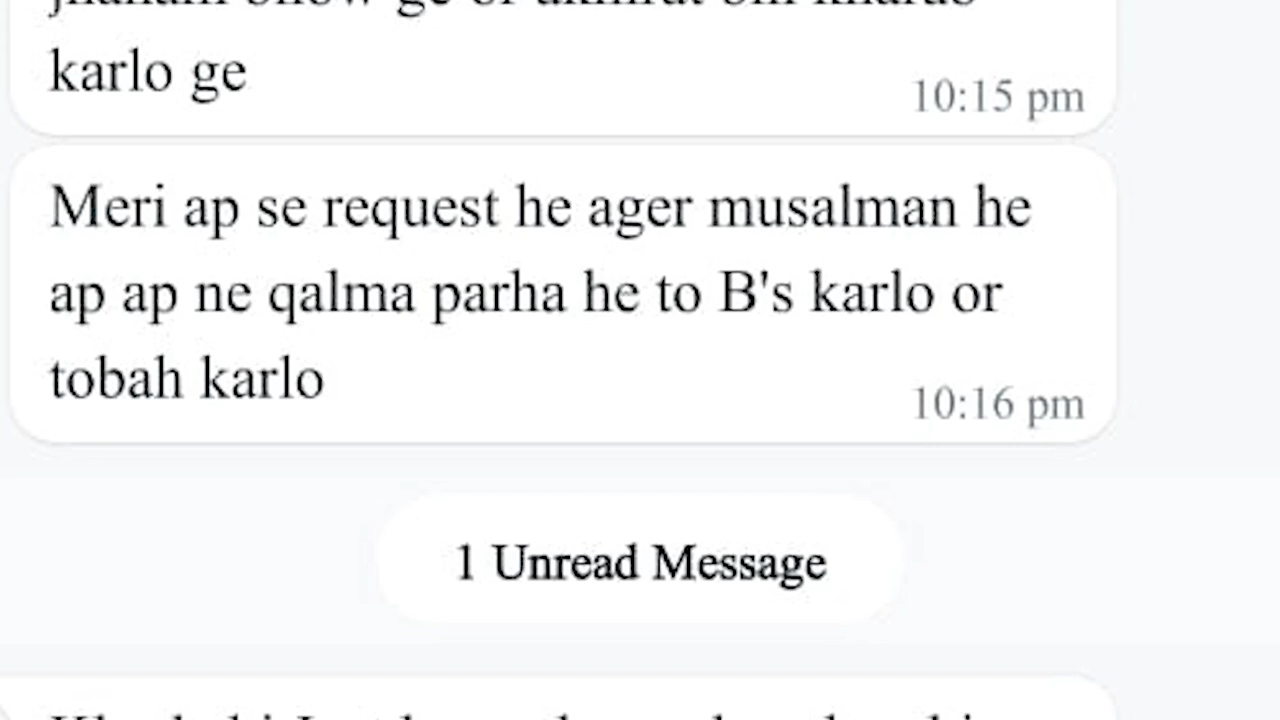 karlo ge
10:15 pm
Meri ap se request he ager musalman he
ap ap ne qalma parha he to B's karlo or
tobah karlo
10:16 pm
1 Unread Message